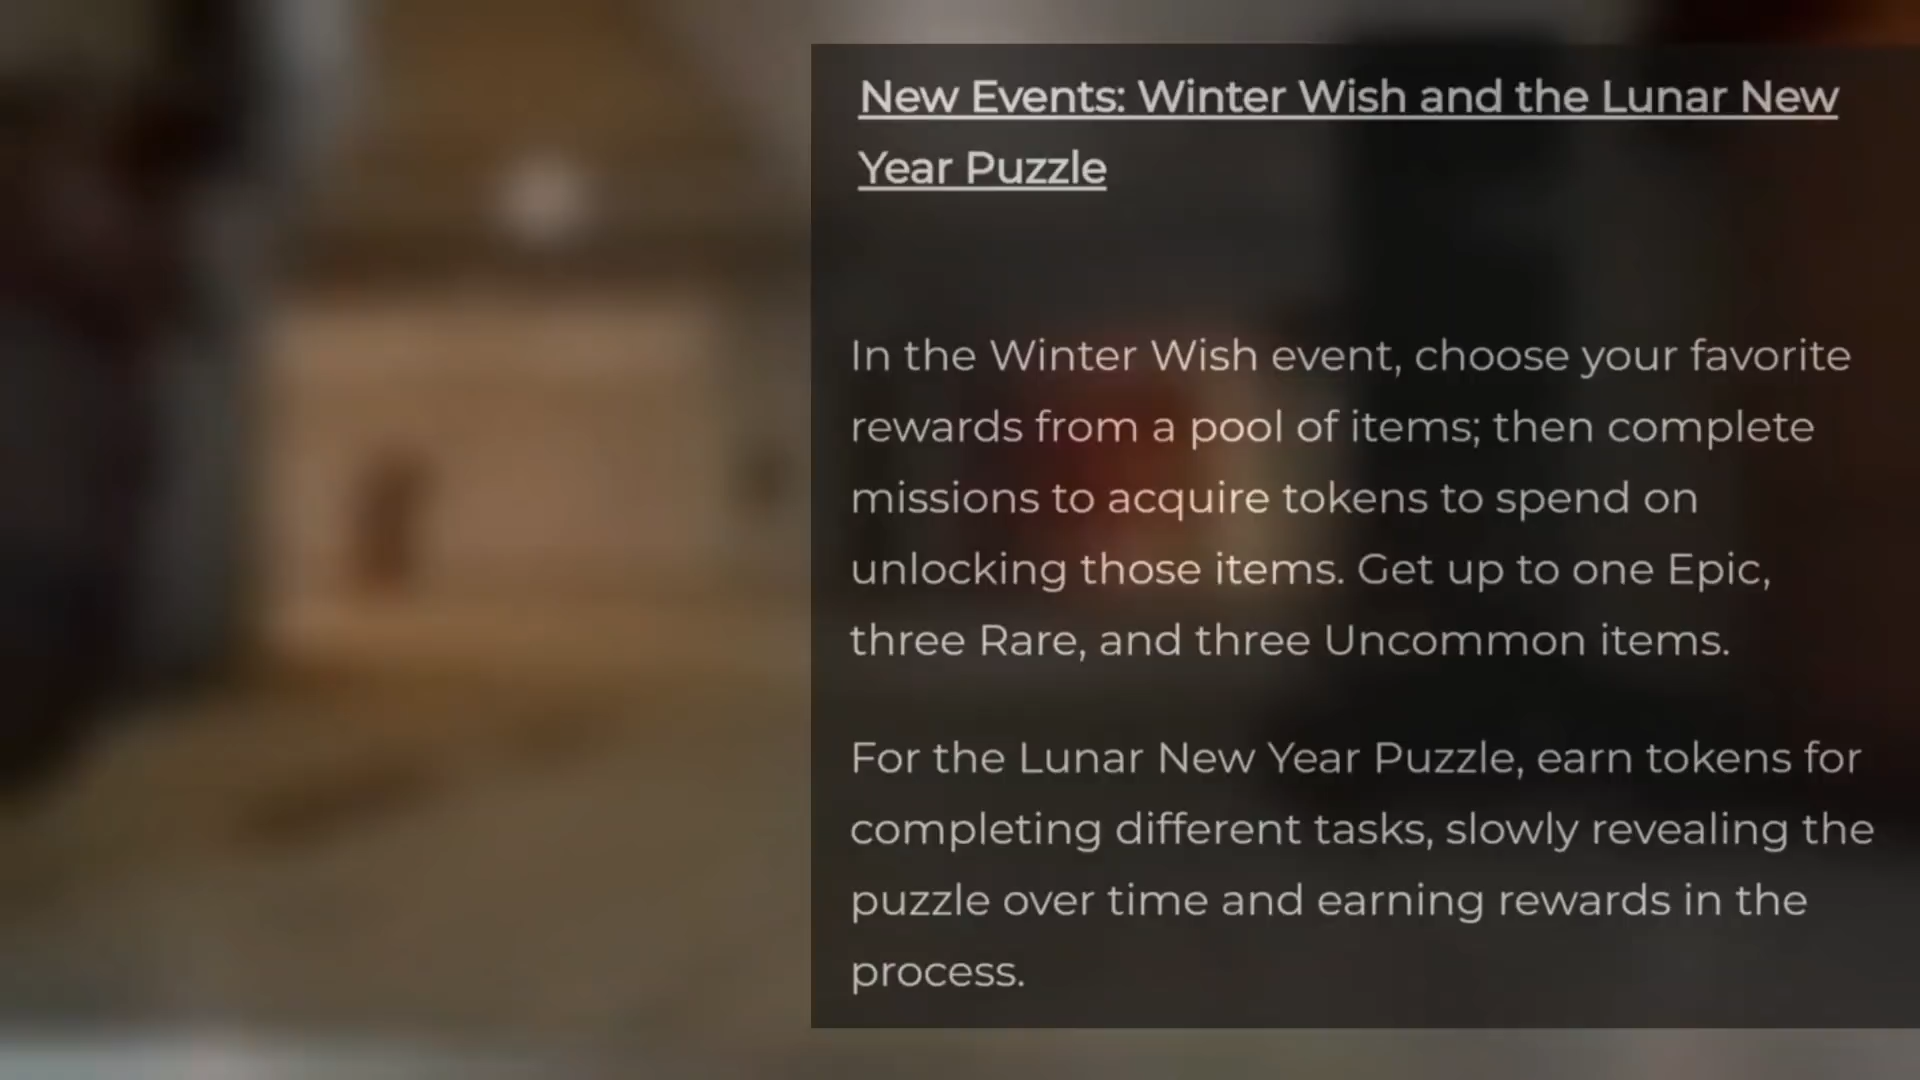 New Events: Winter Wish and the Lunar New
Year Puzzle
In the Winter Wish event, choose your favorite
rewards from a pool of items; then complete
missions to acquire tokens to spend on
unlocking those items. Get up to one Epic,
three Rare, and three Uncommon items.
For the Lunar New Year Puzzle, earn tokens for
completing different tasks, slowly revealing the
puzzle over time and earning rewards in the
process.